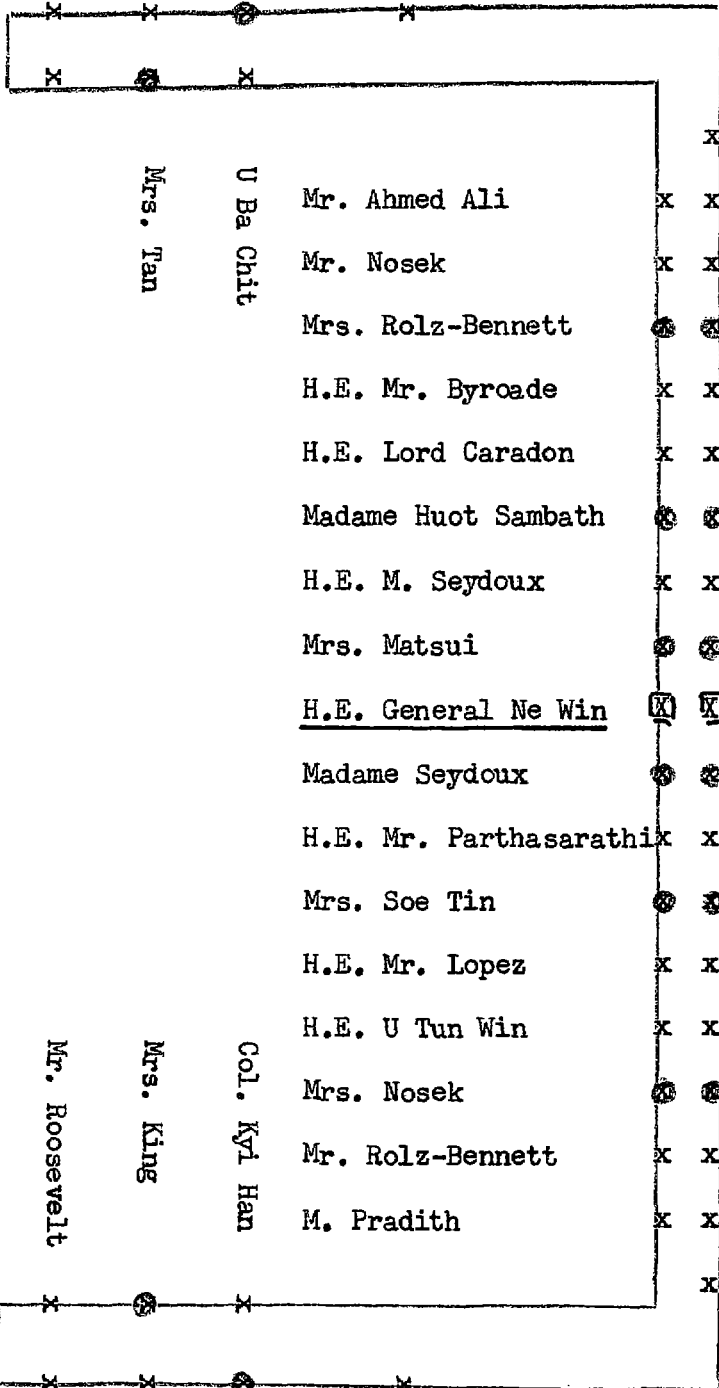 Mrs. Tan
U Ba Chit
Mr. Ahmed Ali
Mr. Nosek
Mrs. Rolz-Bennett
H.E. Mr. Byroade
H.E. Lord Caradon
Madame Huot Sambath
H.E. M. Seydoux
Mrs. Matsui
H.E. General Ne Win
Madame Seydoux
H.E. Mr. Parthasarathi
Mrs. Soe Tin
H.E. Mr. Lopez
H.E. U Tun Win
Mrs. Nosek
Mr. Rolz-Bennett
M. Pradith
Col. Kyi Han
Mrs. King
Mr. Roosevelt